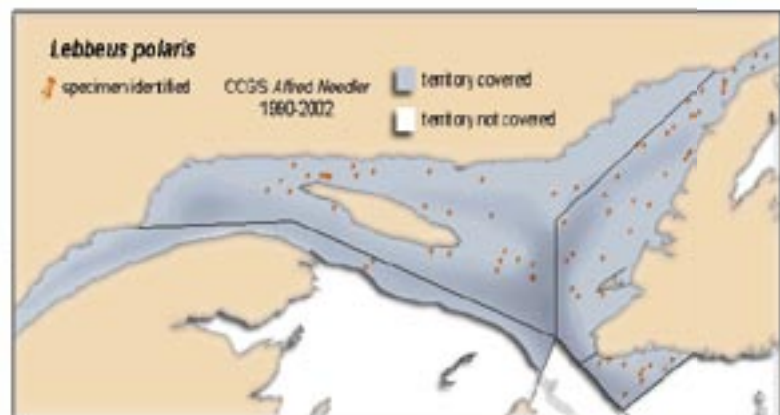 Lebbeus polaris
specimen identified
CCGS Alfred Needler
1990-2002
territory covered
territory not covered